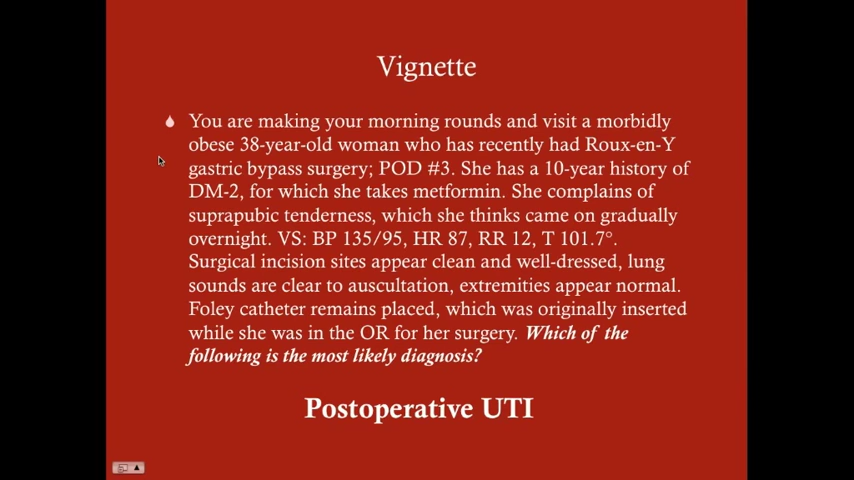 Vignette
You are making your morning rounds and visit a morbidly
obese 38-year-old woman who has recently had Roux-en-Y
gastric bypass surgery; POD #3. She has a 10-year history of
DM-2, for which she takes metformin. She complains of
suprapubic tenderness, which she thinks came on gradually
overnight. VS: BP 135/95, HR 87, RR 12, T 101.7°.
Surgical incision sites appear clean and well-dressed, lung
sounds are clear to auscultation, extremities appear normal.
Foley catheter remains placed, which was originally inserted
while she was in the OR for her surgery. Which of the
following is the most likely diagnosis?
Postoperative UTI